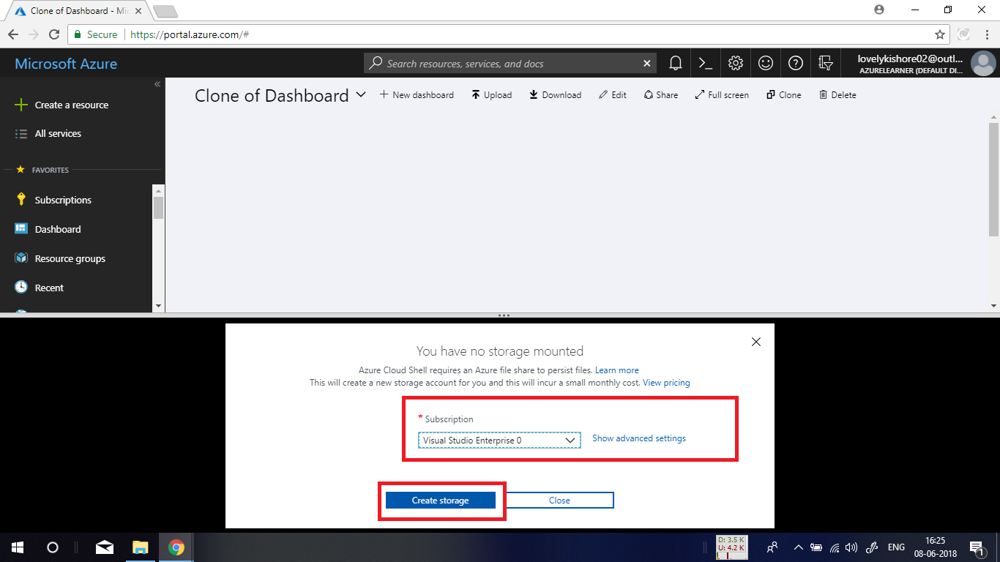 Clone of Dashboard - Mi
Secure
https://portal.azure.com/#
Microsoft Azure
Search resources, services, and docs
lovelykishore02@outl...
AZURELEARNER (DEFAULT DI...
Create a resource
All services
FAVORITES
Subscriptions
Dashboard
Resource groups
Recent
Clone of Dashboard
New dashboard
Upload
Download
Edit
Share
Full screen
Clone
Delete
You have no storage mounted
Azure Cloud Shell requires an Azure file share to persist files. Learn more
This will create a new storage account for you and this will incur a small monthly cost. View pricing
* Subscription
Visual Studio Enterprise 0
Show advanced settings
Create storage
Close
D: 3.5 K
U: 4.2 K
ENG
16:25
08-06-2018
1